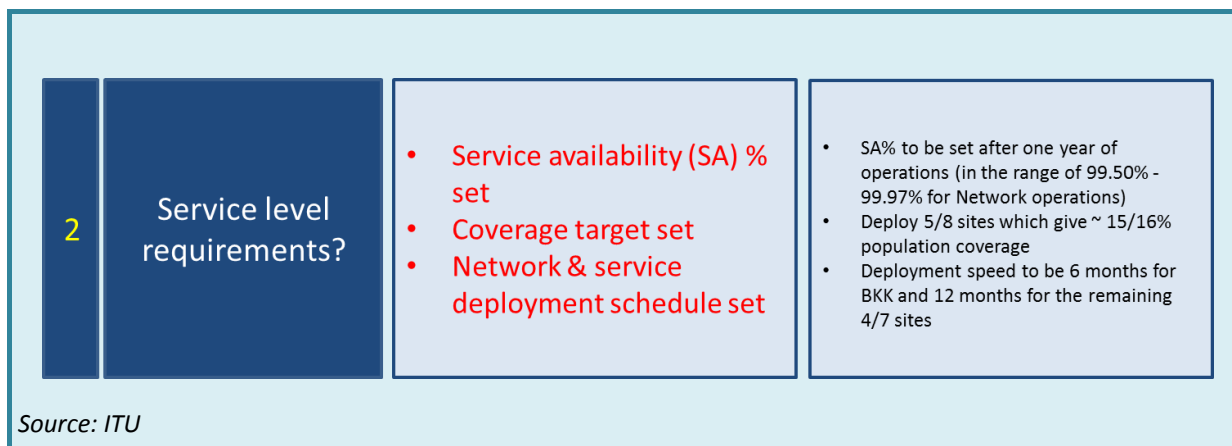 2
Service level
requirements?
• Service availability (SA) %
set
• Coverage target set
• Network & service
deployment schedule set
• SA% to be set after one year of
operations (in the range of 99.50% -
99.97% for Network operations)
• Deploy 5/8 sites which give ~ 15/16%
population coverage
• Deployment speed to be 6 months for
BKK and 12 months for the remaining
4/7 sites
Source: ITU